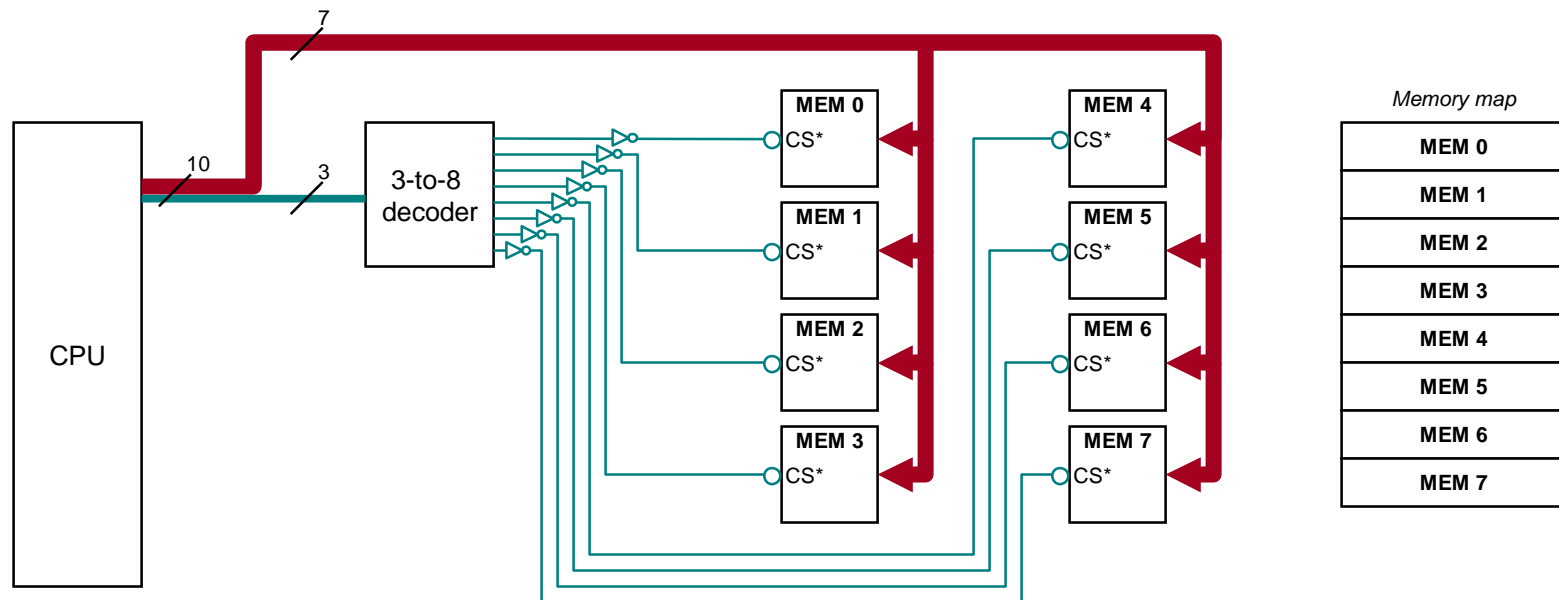 7
10
3
CPU
3-to-8
decoder
MEM 0
CS*
MEM 1
CS*
MEM 2
CS*
MEM 3
CS*
MEM 4
CS*
MEM 5
CS*
MEM 6
CS*
MEM 7
CS*
Memory map
MEM 0
MEM 1
MEM 2
MEM 3
MEM 4
MEM 5
MEM 6
MEM 7